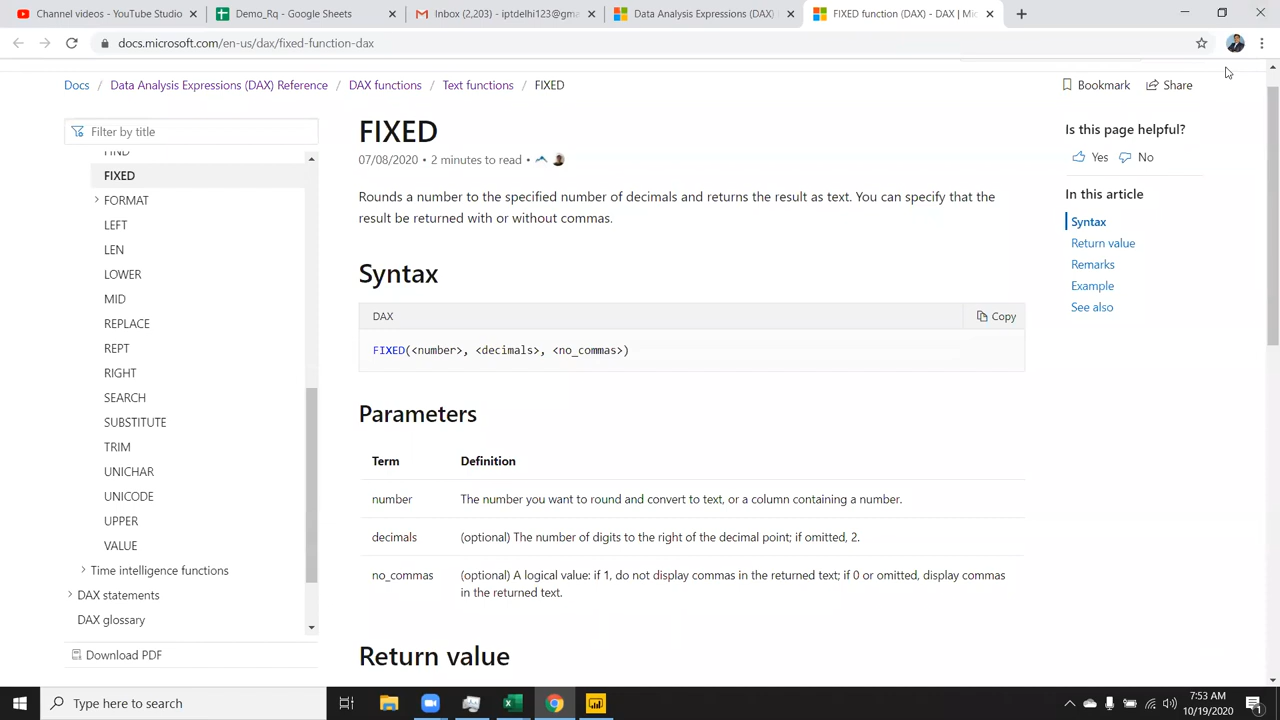 Channel videos - YouTube Studio
Demo_Rq - Google Sheets
Inbox (2,203) - iptdelhi123@gma
Data Analysis Expressions (DAX)
FIXED function (DAX) - DAX | Mic
docs.microsoft.com/en-us/dax/fixed-function-dax
Docs / Data Analysis Expressions (DAX) Reference / DAX functions / Text functions / FIXED
Bookmark
Share
Filter by title
FIND
FIXED
FORMAT
LEFT
LEN
LOWER
MID
REPLACE
REPT
RIGHT
SEARCH
SUBSTITUTE
TRIM
UNICHAR
UNICODE
UPPER
VALUE
Time intelligence functions
DAX statements
DAX glossary
Download PDF
FIXED
07/08/2020 • 2 minutes to read •
Rounds a number to the specified number of decimals and returns the result as text. You can specify that the
result be returned with or without commas.
Syntax
DAX
Copy
FIXED(<number>, <decimals>, <no_commas>)
Parameters
Term Definition
number The number you want to round and convert to text, or a column containing a number.
decimals (optional) The number of digits to the right of the decimal point; if omitted, 2.
no_commas (optional) A logical value: if 1, do not display commas in the returned text; if 0 or omitted, display commas
in the returned text.
Return value
Is this page helpful?
Yes No
In this article
Syntax
Return value
Remarks
Example
See also
Type here to search
7:53 AM
10/19/2020
1